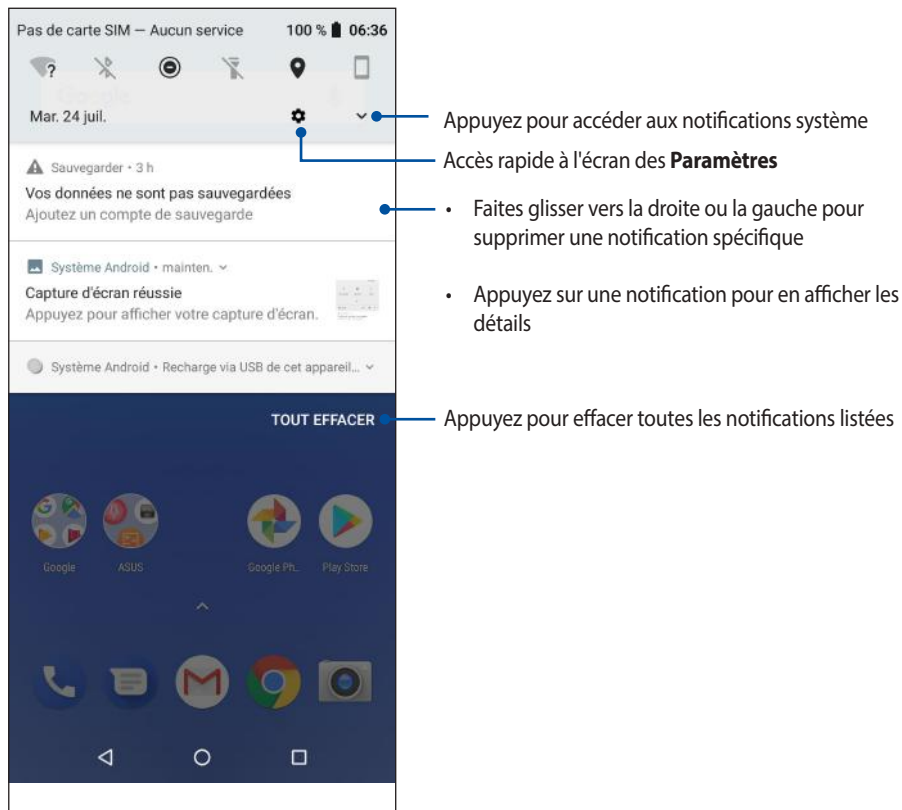 Pas de carte SIM — Aucun service 100 % 06:36
Mar. 24 juil.
Appuyez pour accéder aux notifications système
Accès rapide à l'écran des Paramètres
Sauvegarder • 3 h
Vos données ne sont pas sauvegardées
Ajoutez un compte de sauvegarde
• Faites glisser vers la droite ou la gauche pour
supprimer une notification spécifique
Système Android • mainten.
Capture d'écran réussie
Appuyez pour afficher votre capture d'écran.
• Appuyez sur une notification pour en afficher les
détails
Système Android • Recharge via USB de cet appareil...
TOUT EFFACER
Appuyez pour effacer toutes les notifications listées
Google ASUS Google Ph... Play Store